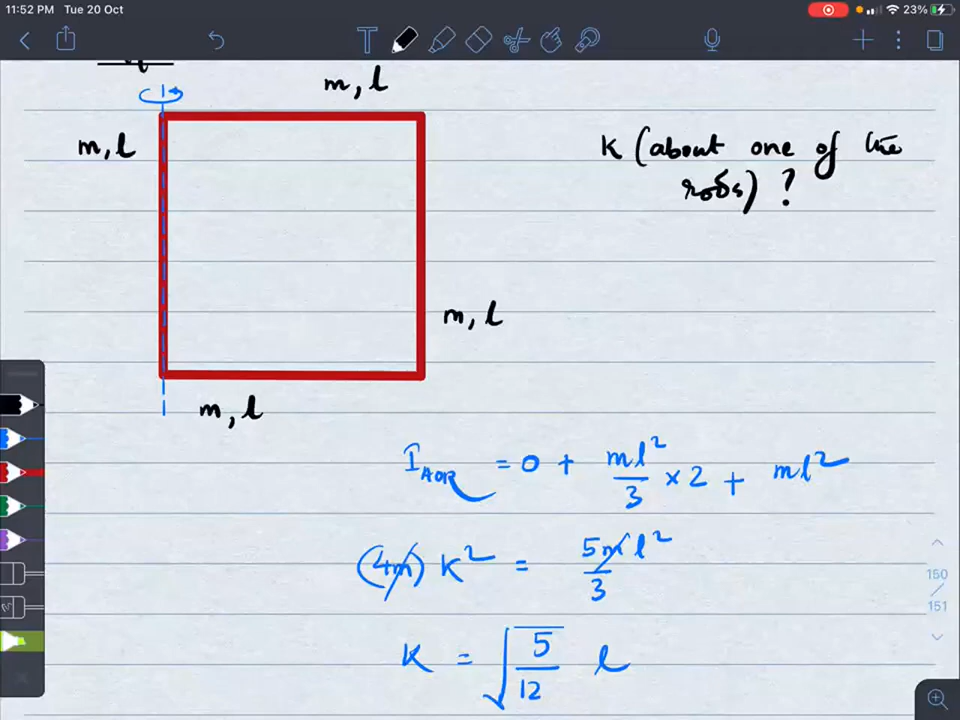 11:52 PM Tue 20 Oct
23%
m, l
m, l
K (about one of the
rods) ?
m, l
m, l
I_AOR = 0 + ml²/3 × 2 + ml²
(4m) K² = 5ml²/3
K = √(5/12) l
150
/
151